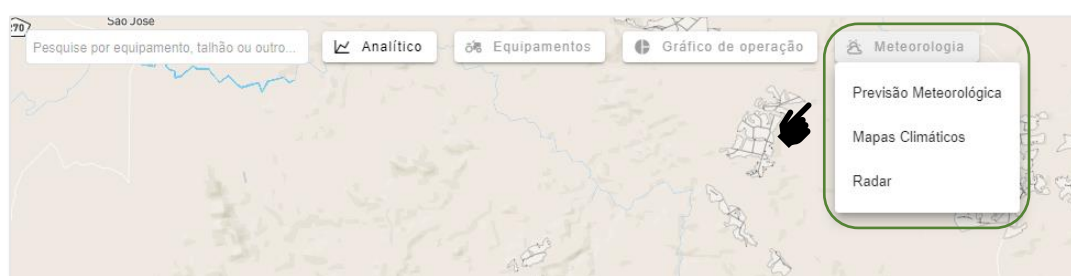 270
São José
Pesquise por equipamento, talhão ou outro...
Analítico
Equipamentos
Gráfico de operação
Meteorologia
Previsão Meteorológica
Mapas Climáticos
Radar